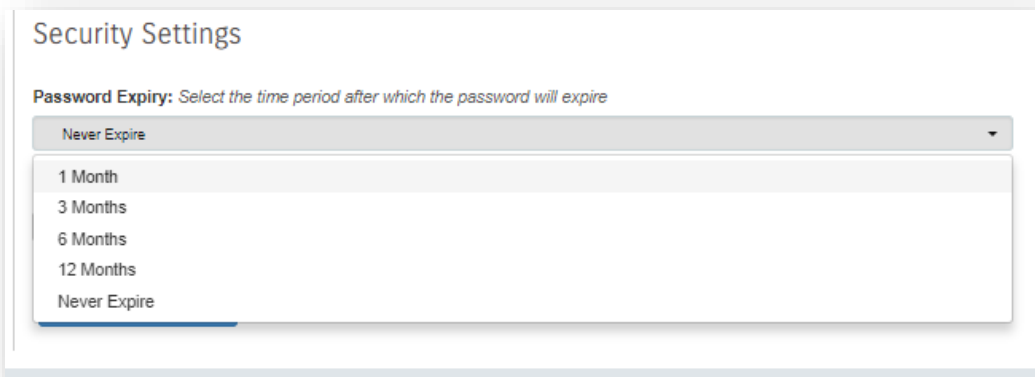 Security Settings
Password Expiry: Select the time period after which the password will expire
Never Expire
1 Month
3 Months
6 Months
12 Months
Never Expire